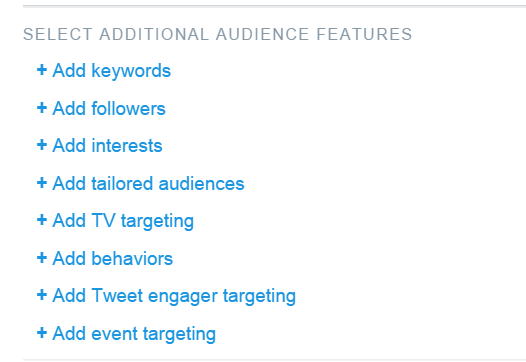 SELECT ADDITIONAL AUDIENCE FEATURES
+ Add keywords
+ Add followers
+ Add interests
+ Add tailored audiences
+ Add TV targeting
+ Add behaviors
+ Add Tweet engager targeting
+ Add event targeting